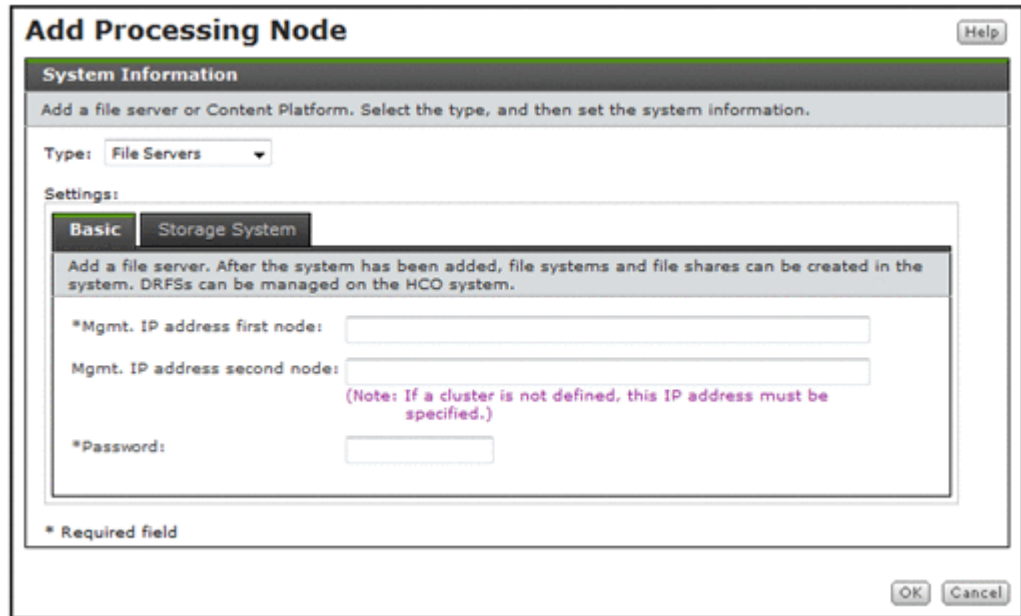 Add Processing Node
Help
System Information
Add a file server or Content Platform. Select the type, and then set the system information.
Type: File Servers
Settings:
Basic
Storage System
Add a file server. After the system has been added, file systems and file shares can be created in the
system. DRFSs can be managed on the HCO system.
*Mgmt. IP address first node:
Mgmt. IP address second node:
(Note: If a cluster is not defined, this IP address must be
specified.)
*Password:
* Required field
OK
Cancel